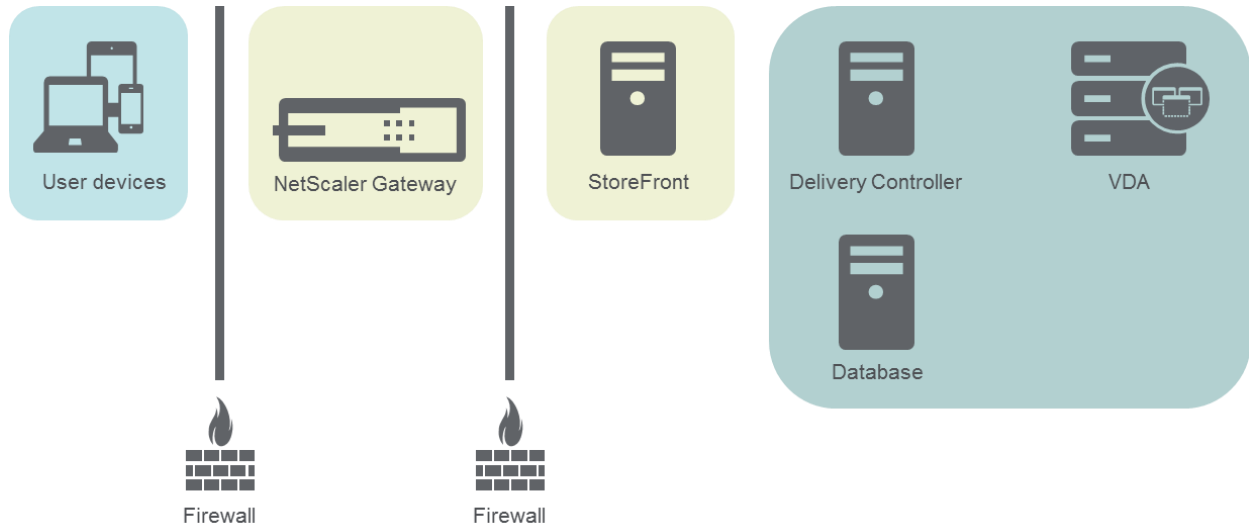 User devices
NetScaler Gateway
StoreFront
Delivery Controller
VDA
Database
Firewall
Firewall